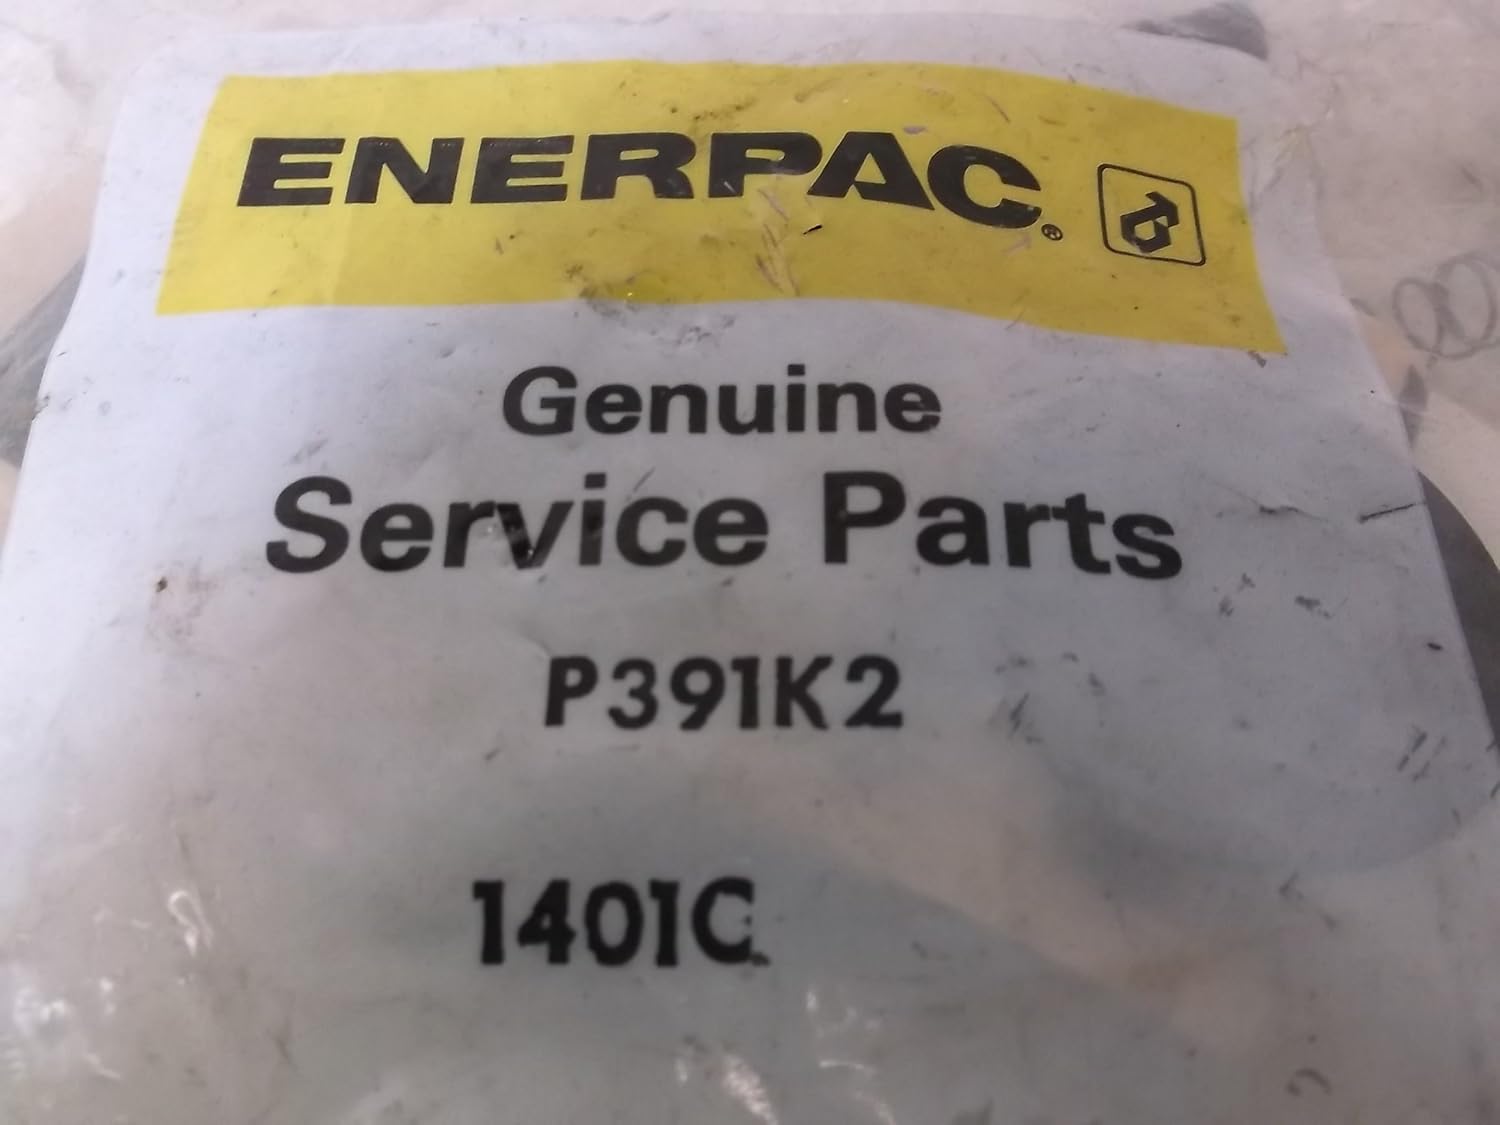 ENERPAC®
Genuine
Service Parts
P391K2
1401C